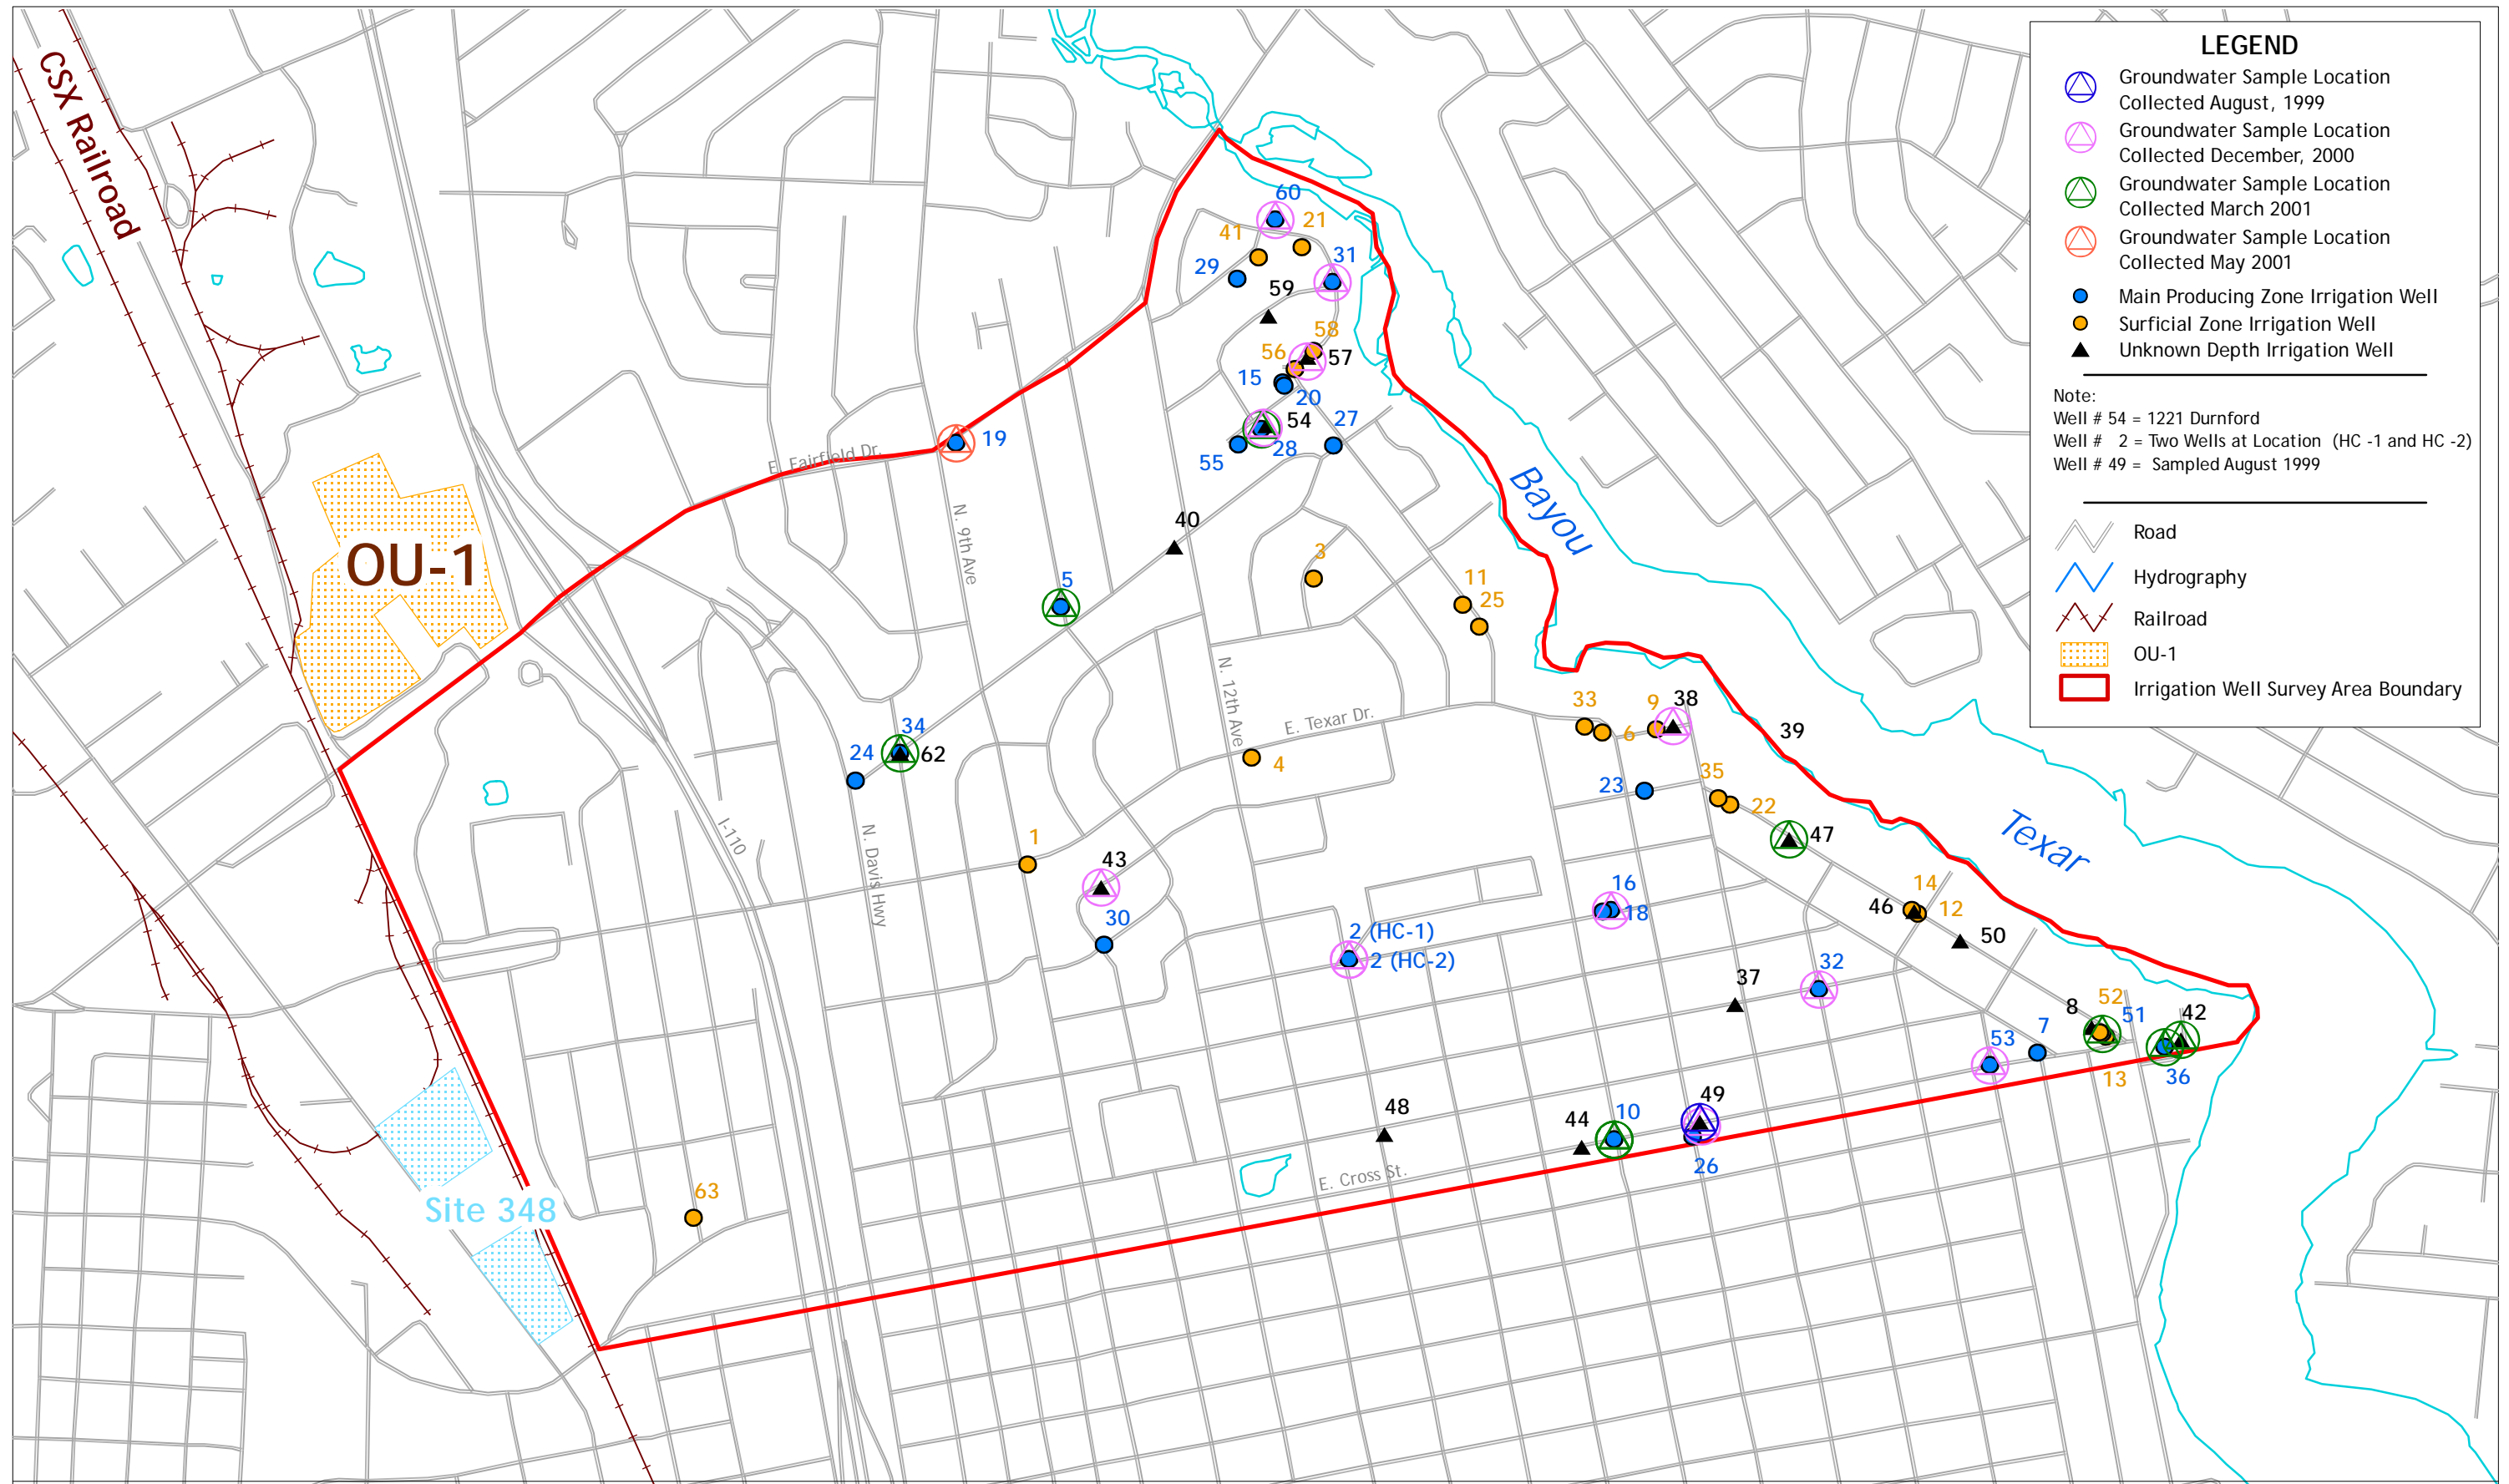 LEGEND
Groundwater Sample Location
Collected August, 1999
Groundwater Sample Location
Collected December, 2000
Groundwater Sample Location
Collected March 2001
Groundwater Sample Location
Collected May 2001
Main Producing Zone Irrigation Well
Surficial Zone Irrigation Well
Unknown Depth Irrigation Well
Note:
Well # 54 = 1221 Durnford
Well # 2 = Two Wells at Location (HC -1 and HC -2)
Well # 49 = Sampled August 1999
Road
Hydrography
Railroad
OU-1
Irrigation Well Survey Area Boundary
CSX Railroad
60
21
41
31
29
59
58
56
57
15
20
27
54
28
55
19
E. Fairfield Dr.
Bayou
N. 9th Ave
40
OU-1
3
5
11
25
N. 12th Ave
E. Texar Dr.
33
9
38
6
39
34
24
62
4
35
23
22
I-110
N. Davis Hwy
1
43
47
Texar
16
18
14
46
12
30
2 (HC-1)
2 (HC-2)
50
32
37
8
52
51
42
53
7
13
36
48
44
10
49
26
E. Cross St.
63
Site 348